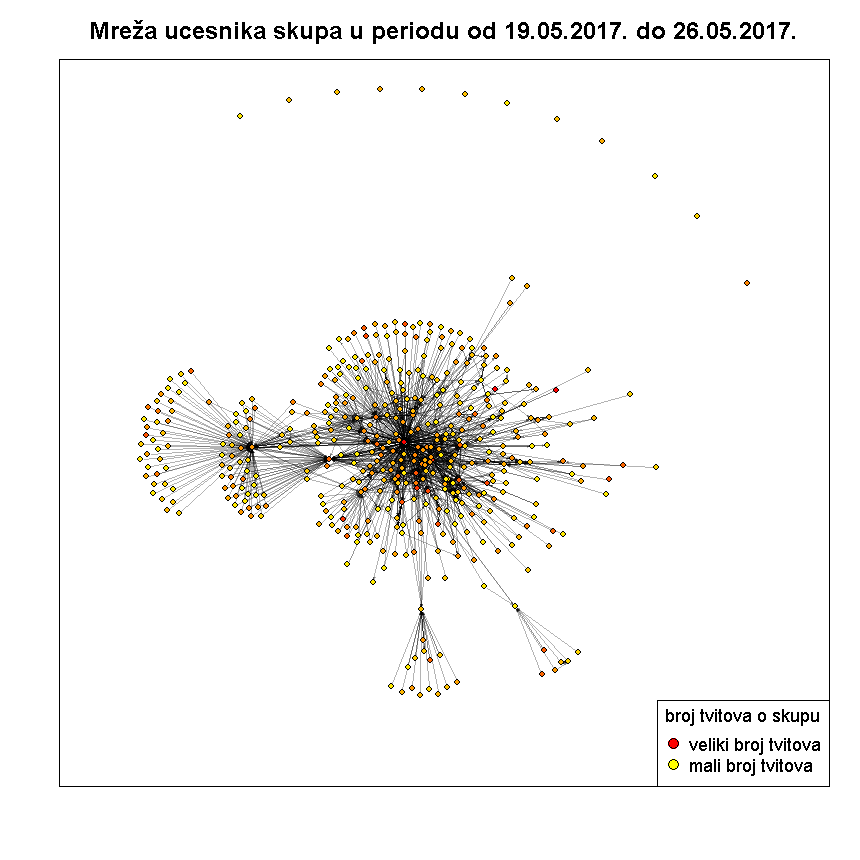 Mreža ucesnika skupa u periodu od 19.05.2017. do 26.05.2017.
broj tvitova o skupu
veliki broj tvitova
mali broj tvitova